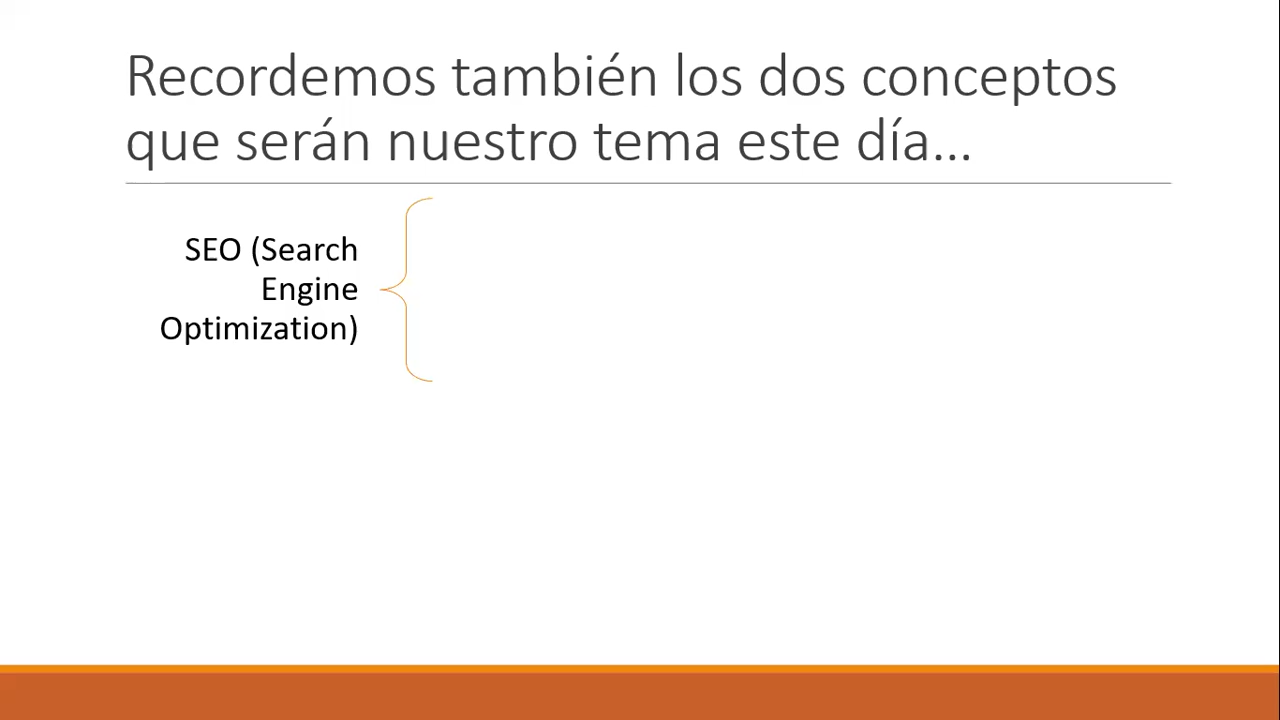 Recordemos también los dos conceptos
que serán nuestro tema este día...
SEO (Search
Engine
Optimization)